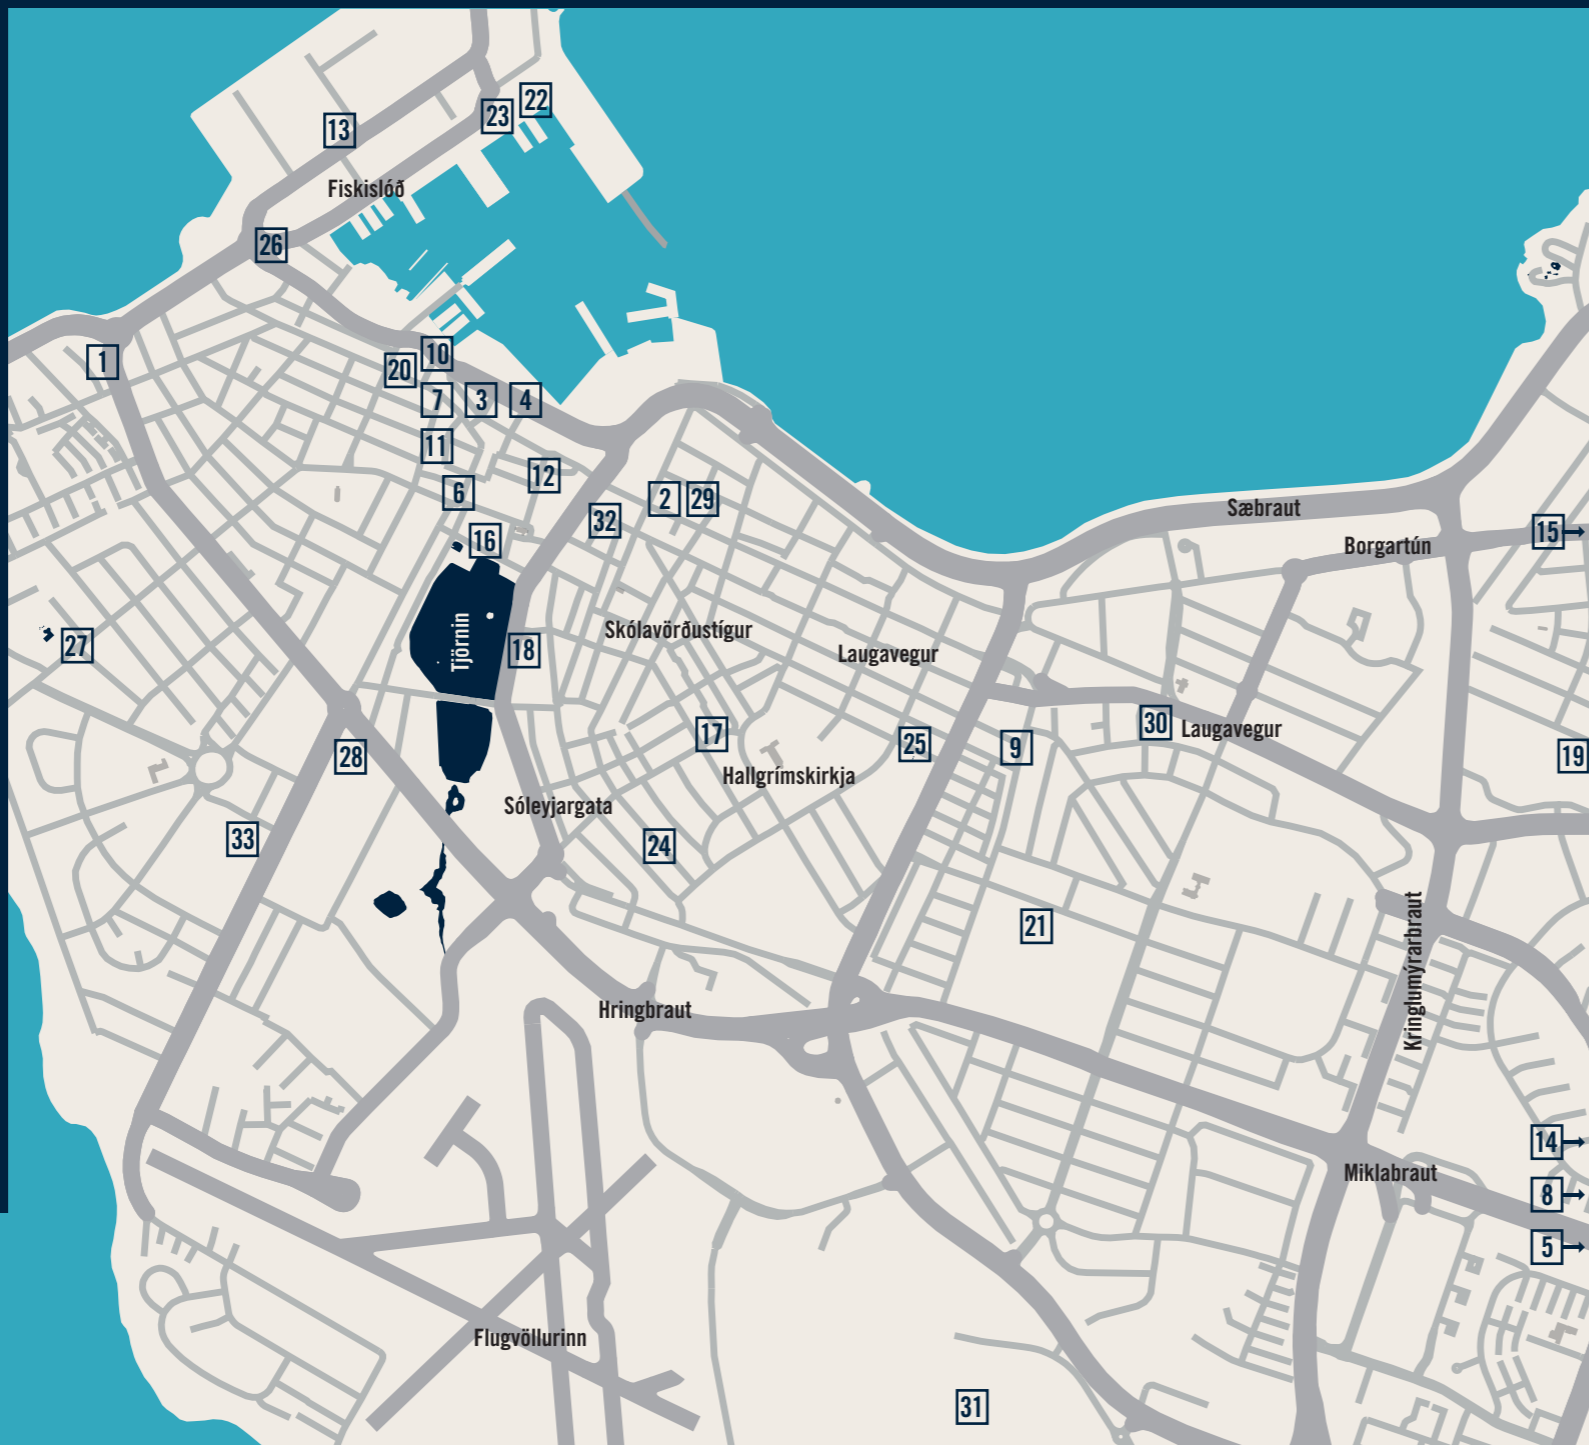 22
23
13
Fiskislóð
26
10
1
20
7
3
4
11
12
6
2
29
32
Sæbraut
15
16
Borgartún
Tjörnin
Skólavörðustígur
27
18
Laugavegur
30
Laugavegur
17
25
9
28
19
Hallgrímskirkja
Sóleyjargata
33
24
21
Kringlumýrarbraut
Hringbraut
14
Miklabraut
8
5
Flugvöllurinn
31